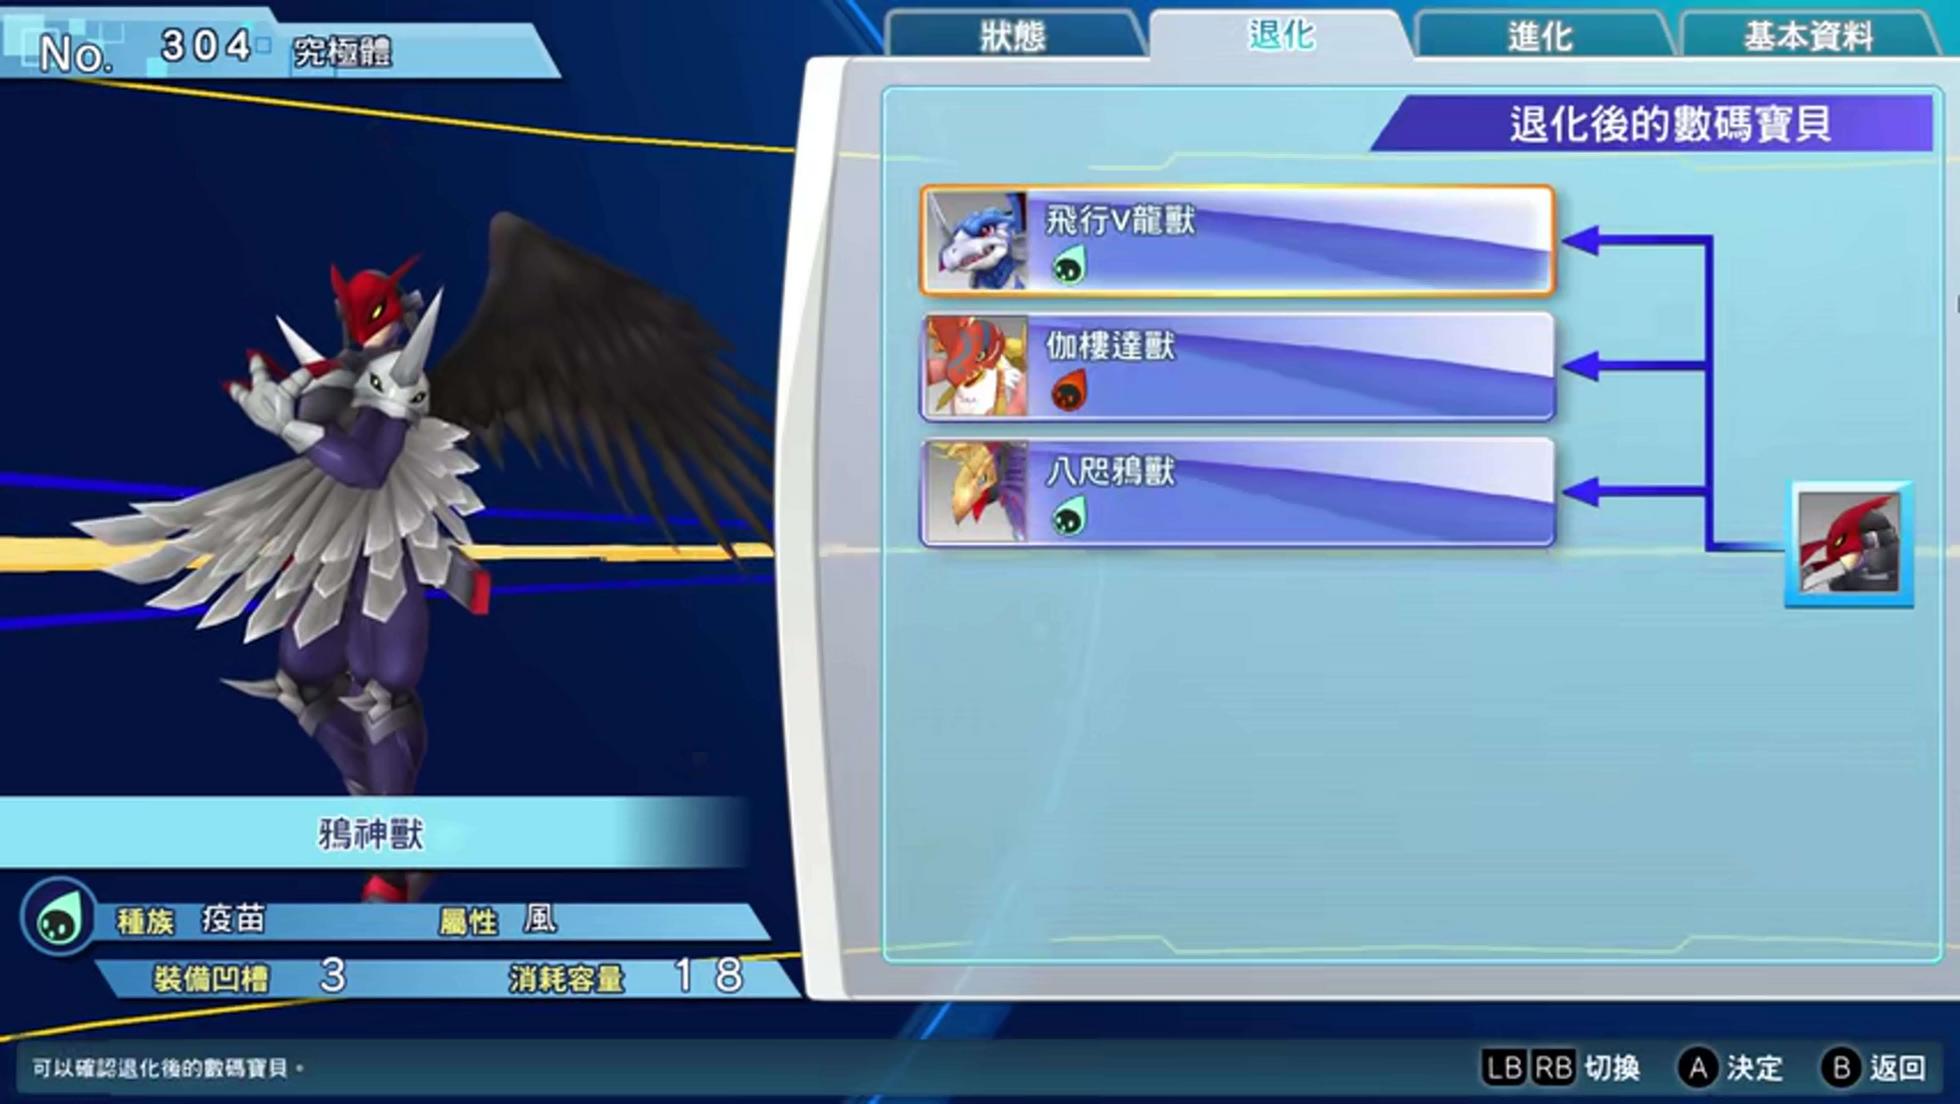 No. 304 究極體
狀態 退化 進化 基本資料
退化後的數碼寶貝
飛行V龍獸
伽樓達獸
八咫鴉獸
鴉神獸
種族 疫苗 屬性 風
裝備凹槽 3 消耗容量 18
可以確認退化後的數碼寶貝。
LB RB 切換 A 決定 B 返回